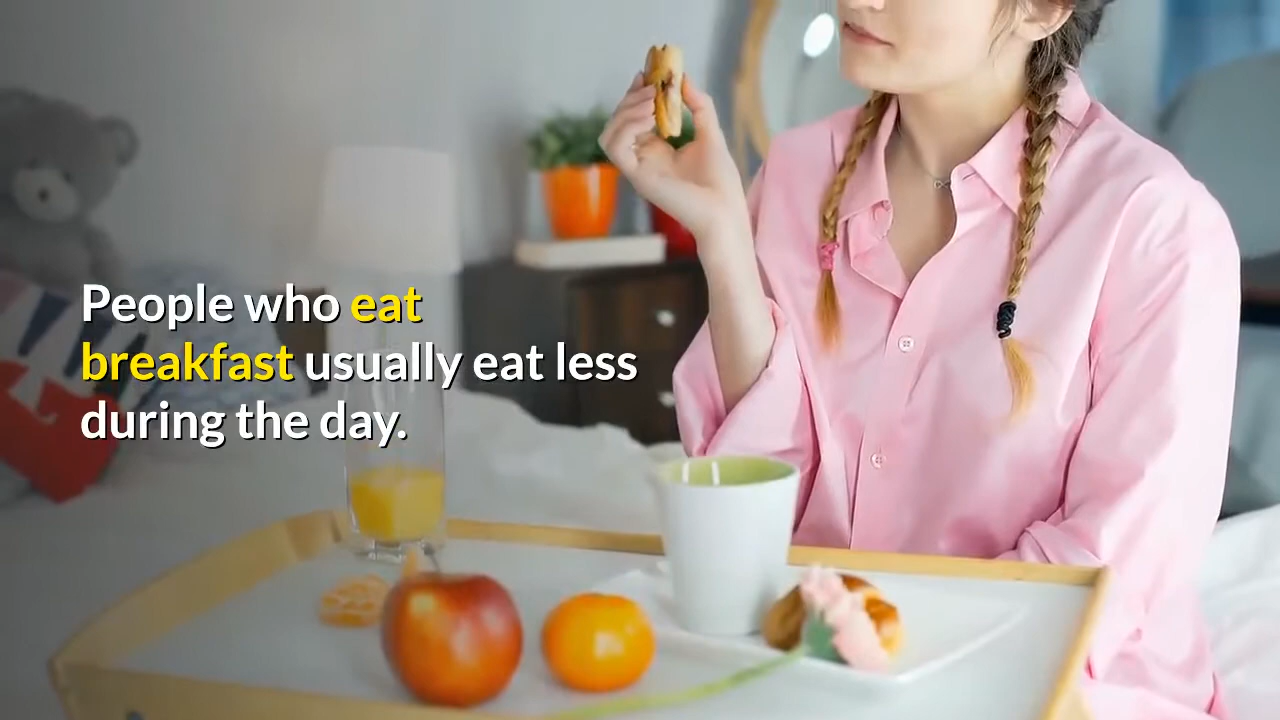 People who eat
breakfast usually eat less
during the day.